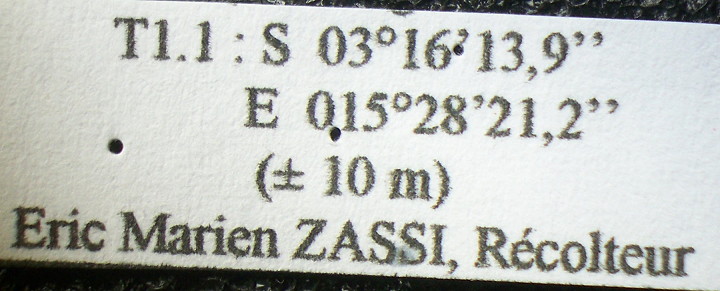 T1.1 : S 03°16’13,9’’
E 015°28’21,2’’
(± 10 m)
Eric Marien ZASSI, Récolteur